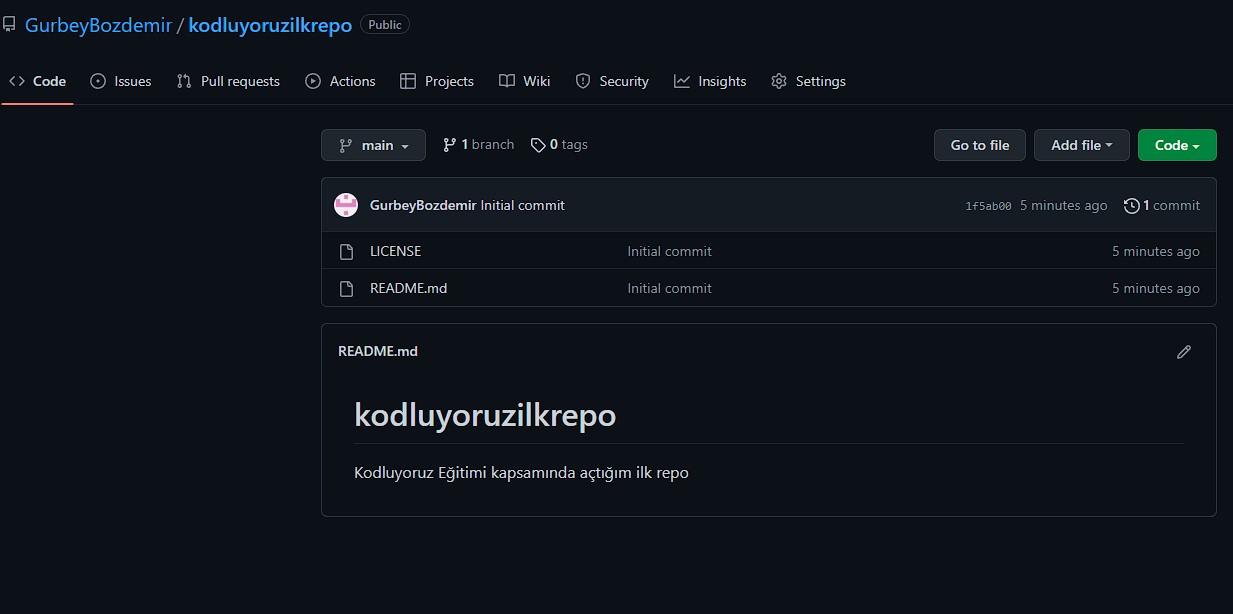 GurbeyBozdemir / kodluyoruzilkrepo Public
Code Issues Pull requests Actions Projects Wiki Security Insights Settings
main 1 branch 0 tags Go to file Add file Code
GurbeyBozdemir Initial commit 1f5ab00 5 minutes ago 1 commit
LICENSE Initial commit 5 minutes ago
README.md Initial commit 5 minutes ago
README.md
kodluyoruzilkrepo
Kodluyoruz Eğitimi kapsamında açtığım ilk repo